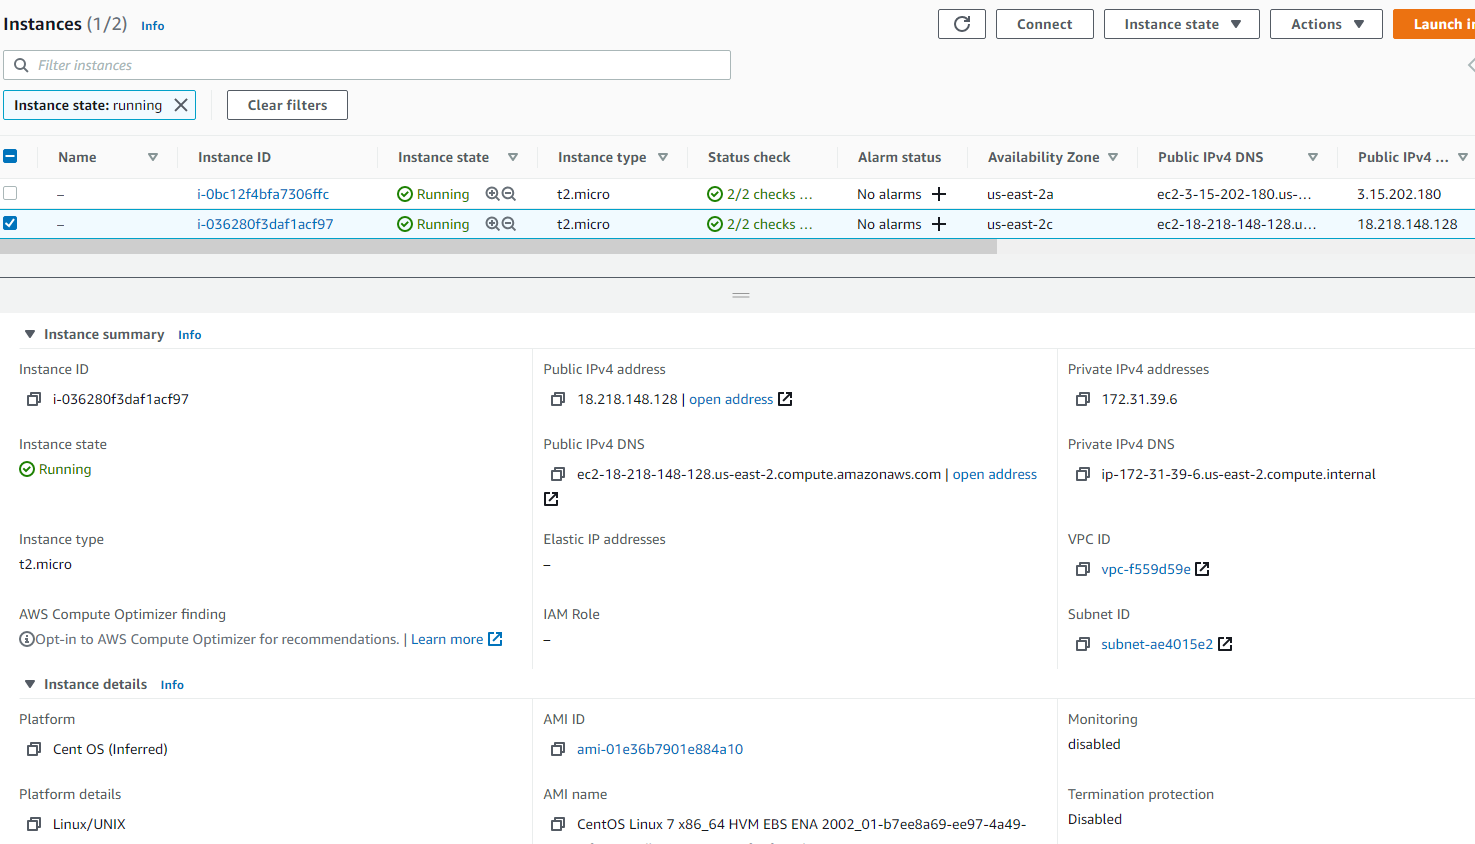 Instances (1/2) Info
Connect Instance state Actions Launch in
Filter instances
Instance state: running Clear filters
Name Instance ID Instance state Instance type Status check Alarm status Availability Zone Public IPv4 DNS Public IPv4 ...
– i-0bc12f4bfa7306ffc Running t2.micro 2/2 checks ... No alarms + us-east-2a ec2-3-15-202-180.us-... 3.15.202.180
– i-036280f3daf1acf97 Running t2.micro 2/2 checks ... No alarms + us-east-2c ec2-18-218-148-128.u... 18.218.148.128
Instance summary Info
Instance ID
i-036280f3daf1acf97
Public IPv4 address
18.218.148.128 | open address
Private IPv4 addresses
172.31.39.6
Instance state
Running
Public IPv4 DNS
ec2-18-218-148-128.us-east-2.compute.amazonaws.com | open address
Private IPv4 DNS
ip-172-31-39-6.us-east-2.compute.internal
Instance type
t2.micro
Elastic IP addresses
–
VPC ID
vpc-f559d59e
AWS Compute Optimizer finding
Opt-in to AWS Compute Optimizer for recommendations. | Learn more
IAM Role
–
Subnet ID
subnet-ae4015e2
Instance details Info
Platform
Cent OS (Inferred)
AMI ID
ami-01e36b7901e884a10
Monitoring
disabled
Platform details
Linux/UNIX
AMI name
CentOS Linux 7 x86_64 HVM EBS ENA 2002_01-b7ee8a69-ee97-4a49-
Termination protection
Disabled